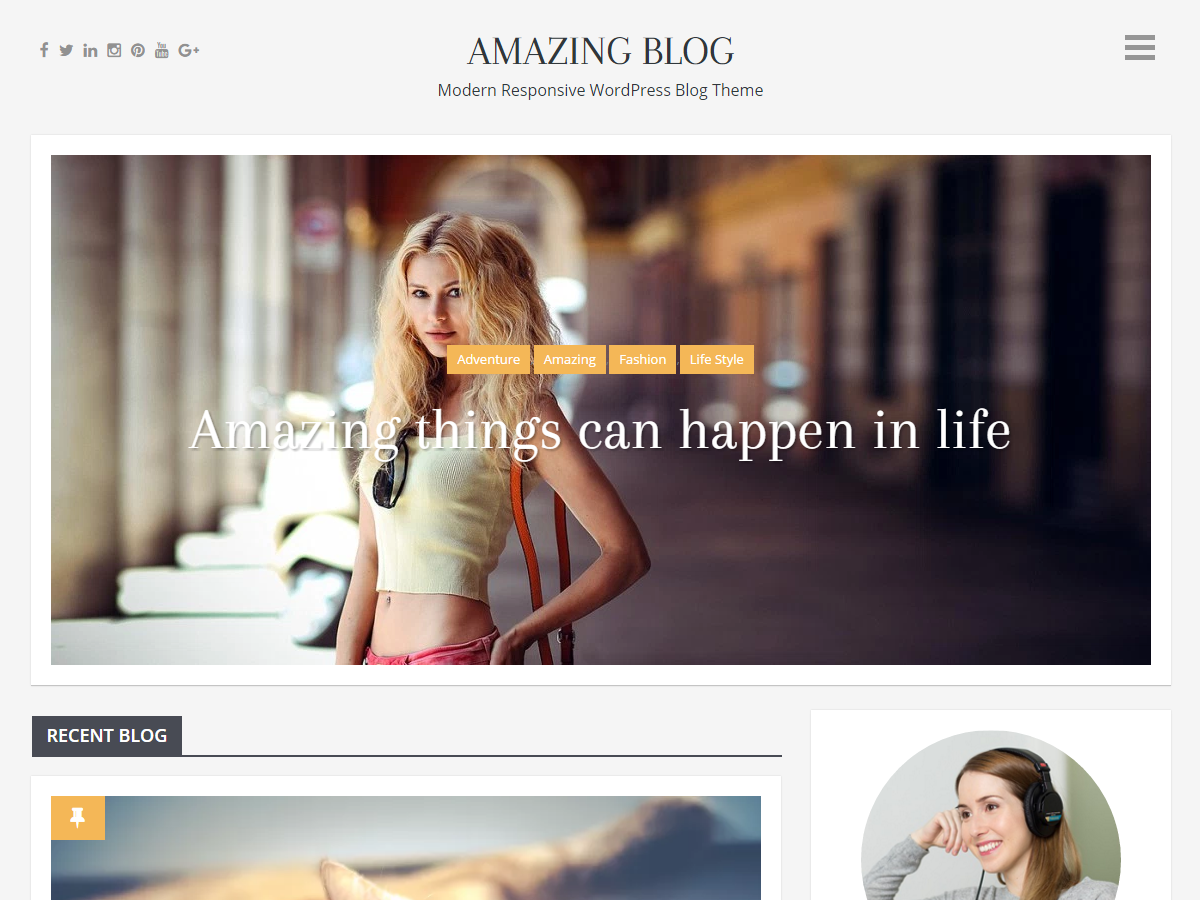 AMAZING BLOG
Modern Responsive WordPress Blog Theme
Adventure Amazing Fashion Life Style
Amazing things can happen in life
RECENT BLOG